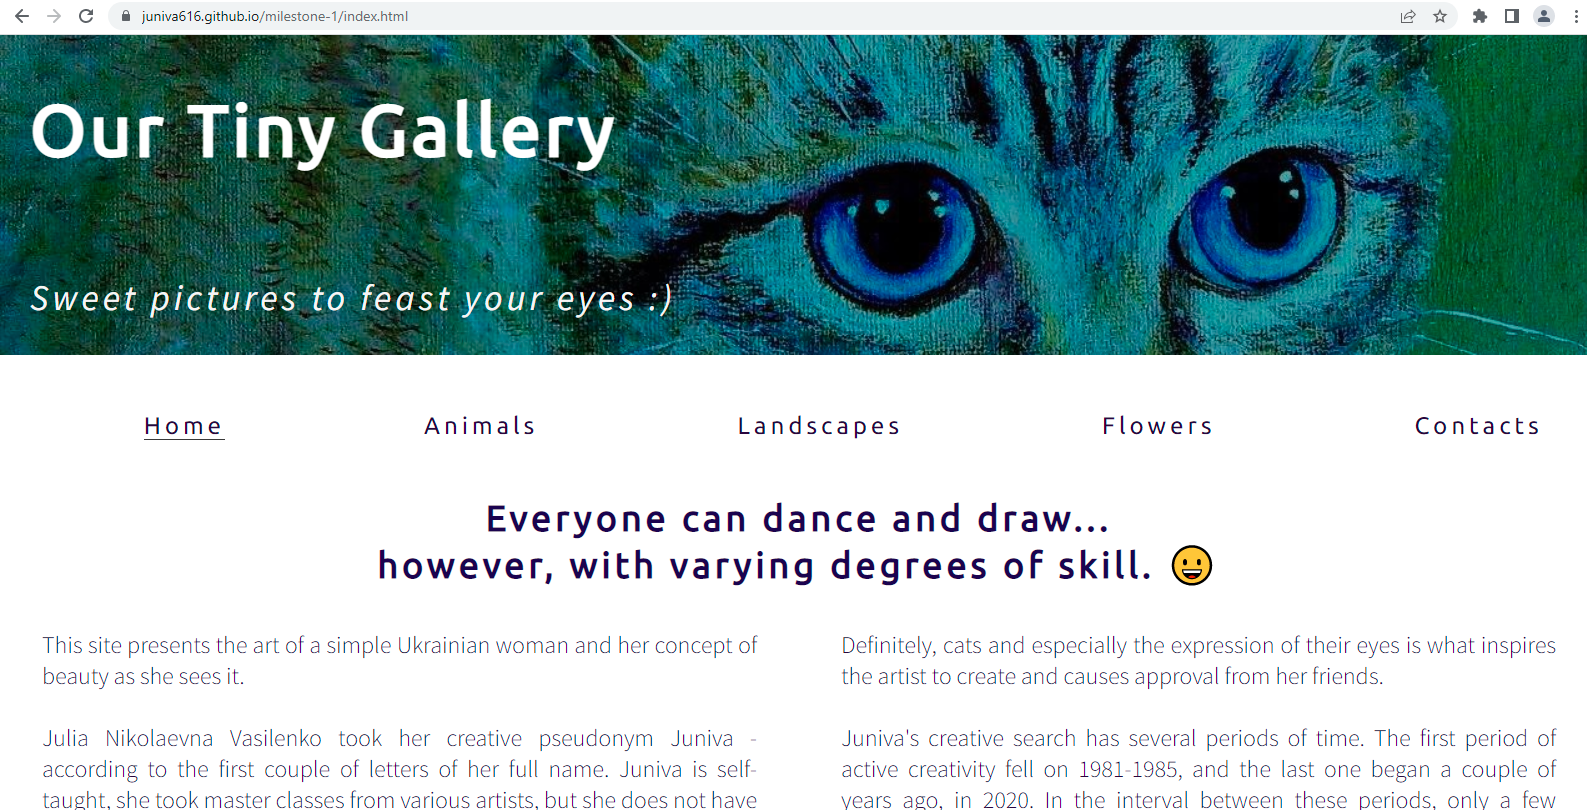 juniva616.github.io/milestone-1/index.html
Our Tiny Gallery
Sweet pictures to feast your eyes :)
Home Animals Landscapes Flowers Contacts
Everyone can dance and draw...
however, with varying degrees of skill. 😀
This site presents the art of a simple Ukrainian woman and her concept of
beauty as she sees it.
Julia Nikolaevna Vasilenko took her creative pseudonym Juniva -
according to the first couple of letters of her full name. Juniva is self-
taught, she took master classes from various artists, but she does not have
Definitely, cats and especially the expression of their eyes is what inspires
the artist to create and causes approval from her friends.
Juniva's creative search has several periods of time. The first period of
active creativity fell on 1981-1985, and the last one began a couple of
years ago, in 2020. In the interval between these periods, only a few